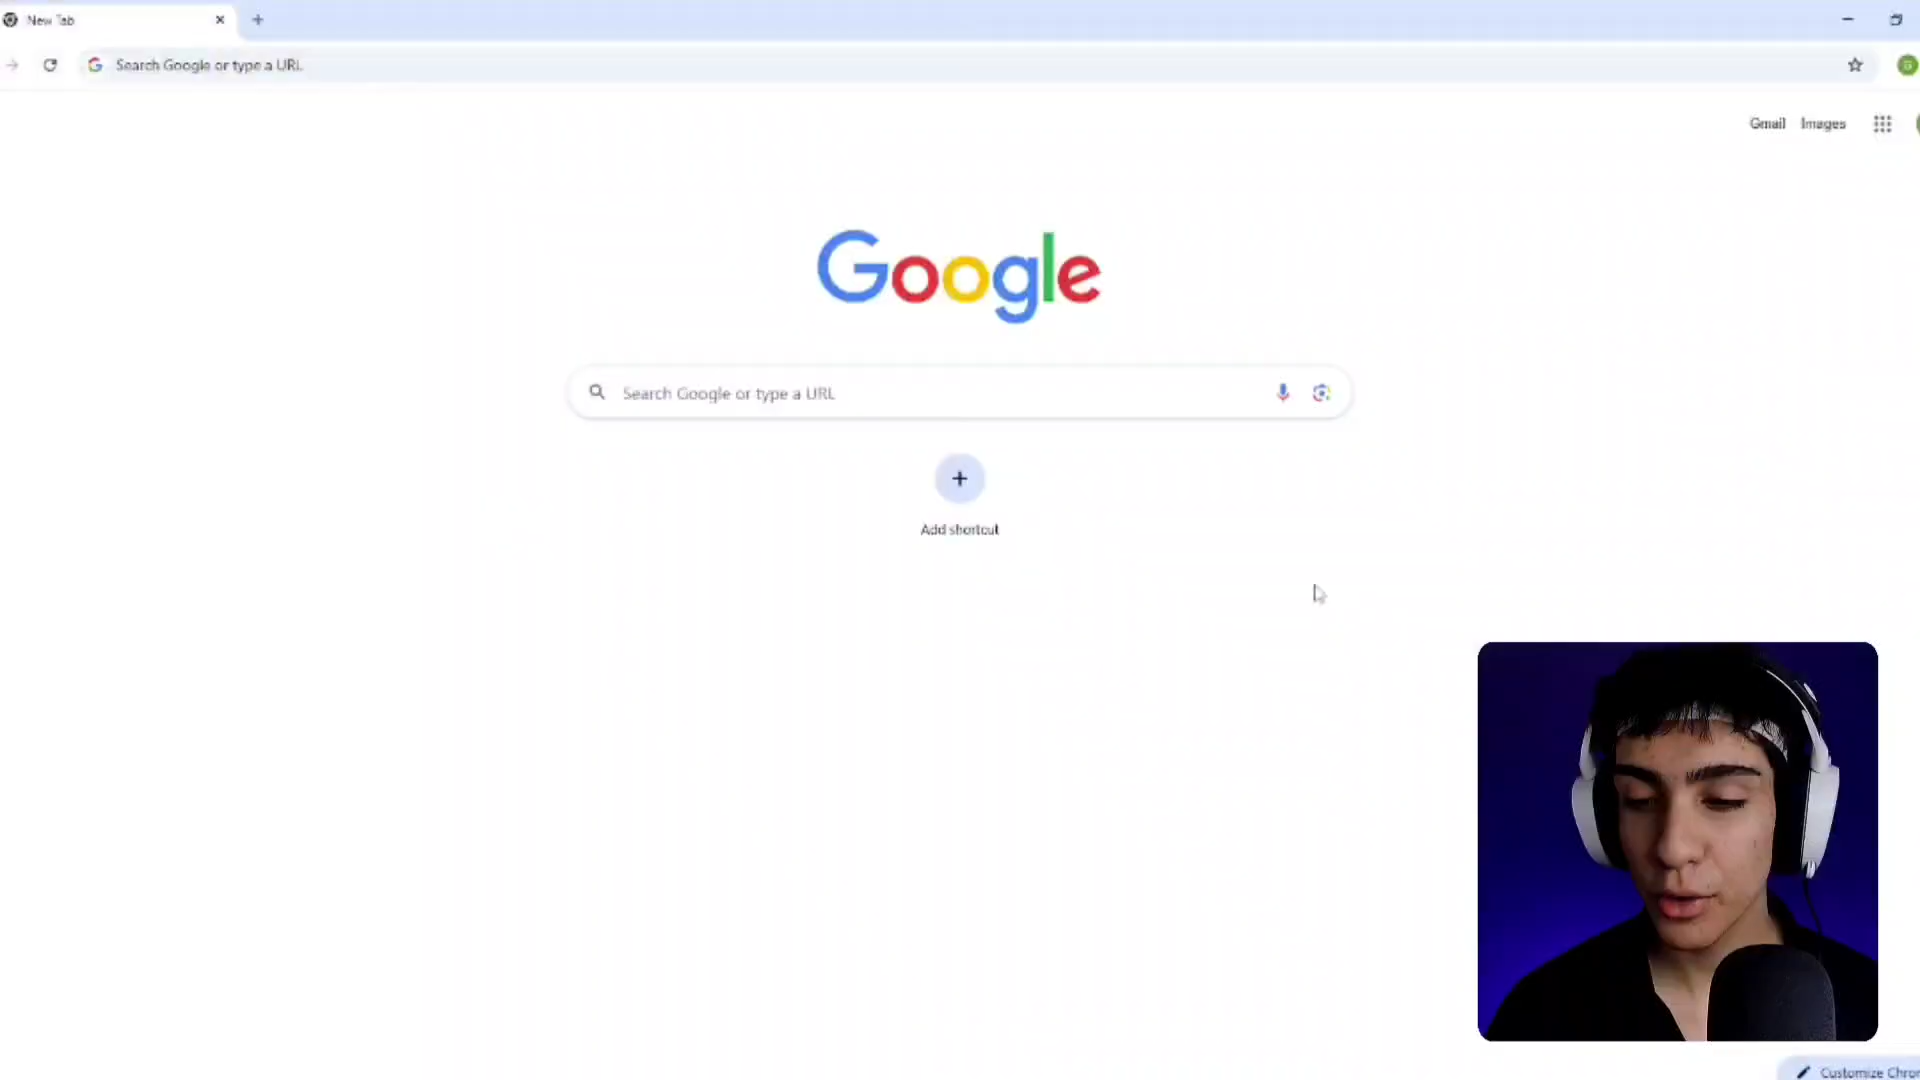 New Tab
Search Google or type a URL
G
Gmail Images
Google
Search Google or type a URL
Add shortcut
Customize Chro